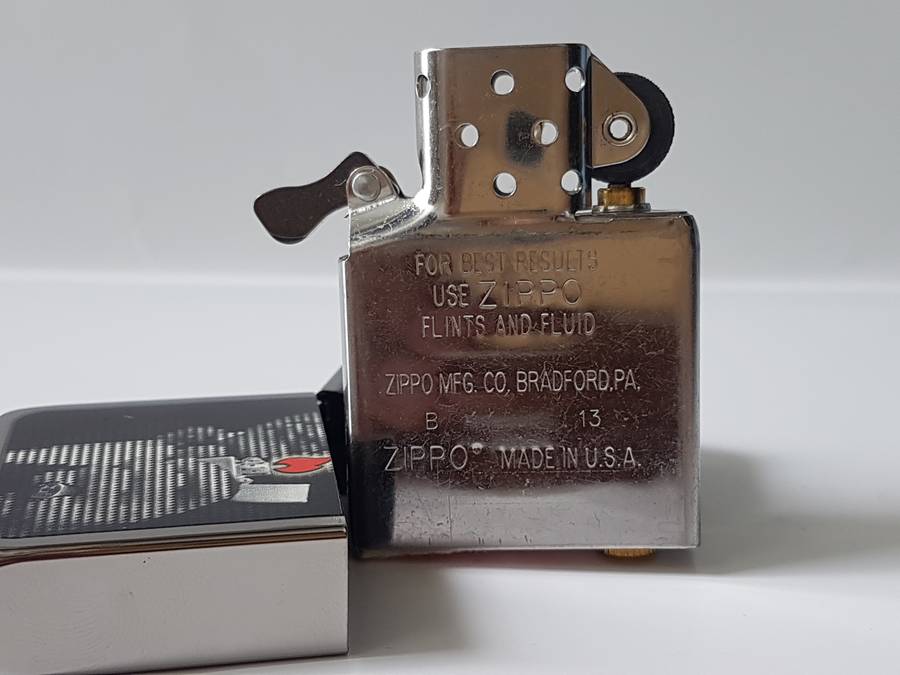 FOR BEST RESULTS
USE ZIPPO
FLINTS AND FLUID
ZIPPO MFG. CO, BRADFORD,PA.
B 13
ZIPPO® MADE IN U.S.A.